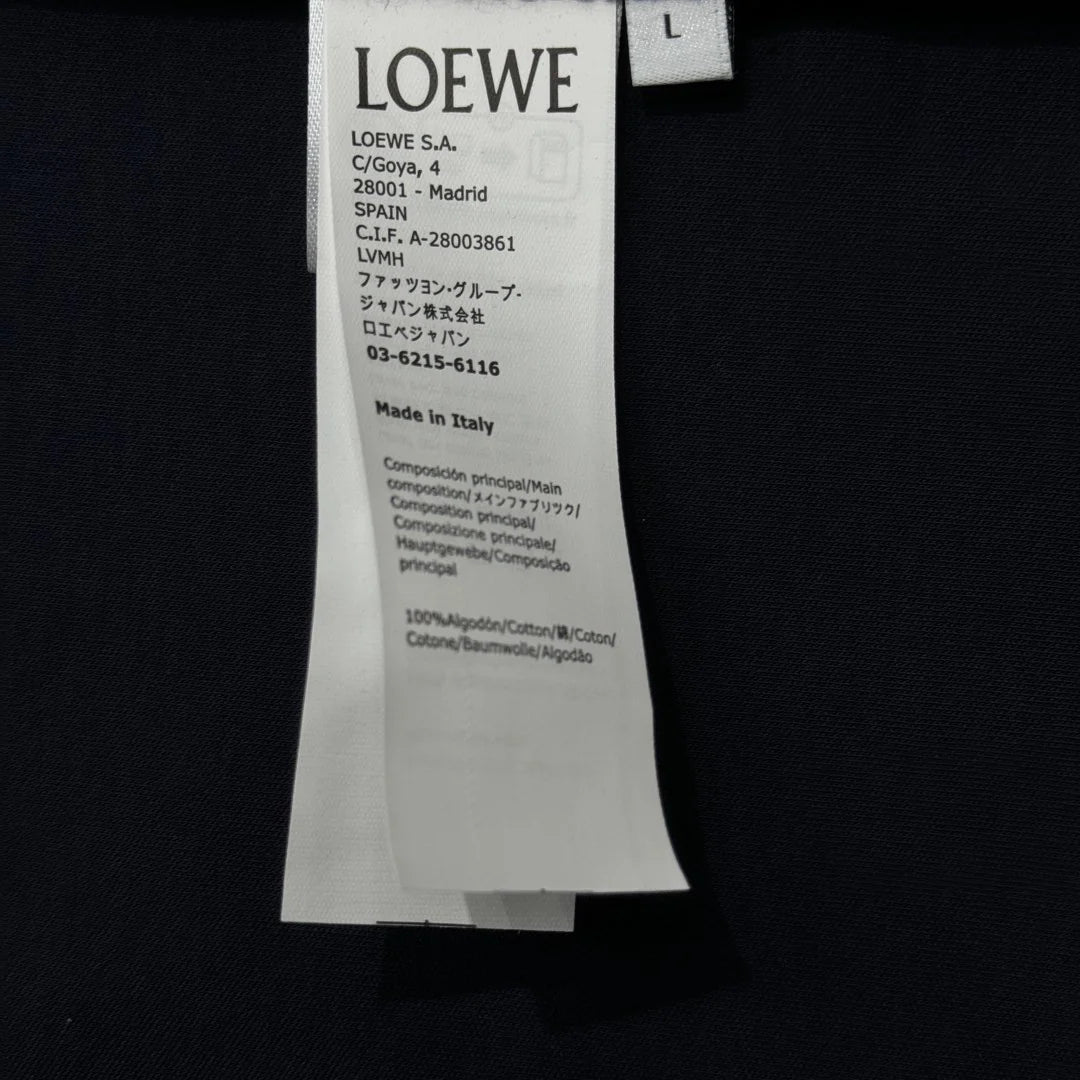 L
LOEWE
LOEWE S.A.
C/Goya, 4
28001 - Madrid
SPAIN
C.I.F. A-28003861
LVMH
ファッツヨン·グループ-
ジャパン株式会社
ロエベジャパン
03-6215-6116
Made in Italy
Composición principal/Main
composition/メインファブリツク/
Composition principal/
Composizione principale/
Hauptgewebe/Composição
principal
100%Algodón/Cotton/綿/Coton/
Cotone/Baumwolle/Algodão